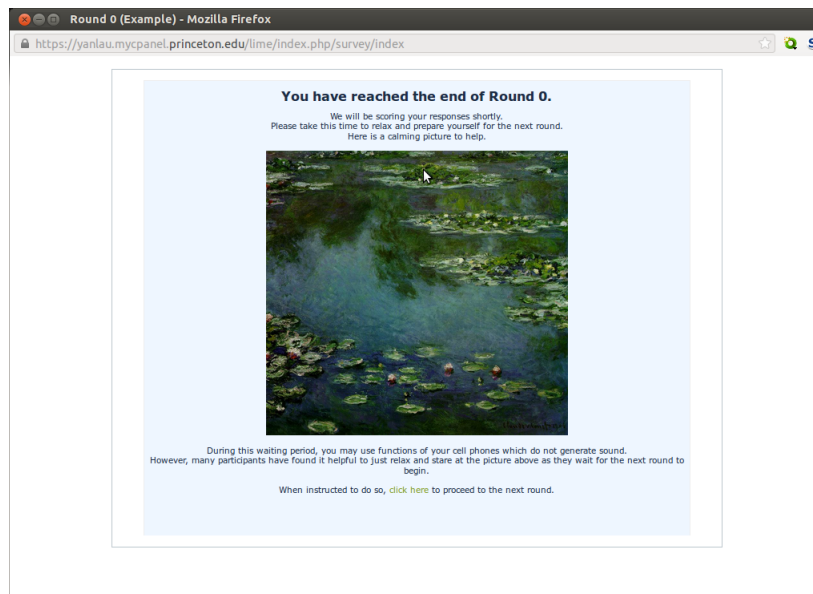 Round 0 (Example) - Mozilla Firefox
https://yanlau.mycpanel.princeton.edu/lime/index.php/survey/index
You have reached the end of Round 0.
We will be scoring your responses shortly.
Please take this time to relax and prepare yourself for the next round.
Here is a calming picture to help.
During this waiting period, you may use functions of your cell phones which do not generate sound.
However, many participants have found it helpful to just relax and stare at the picture above as they wait for the next round to
begin.
When instructed to do so, click here to proceed to the next round.